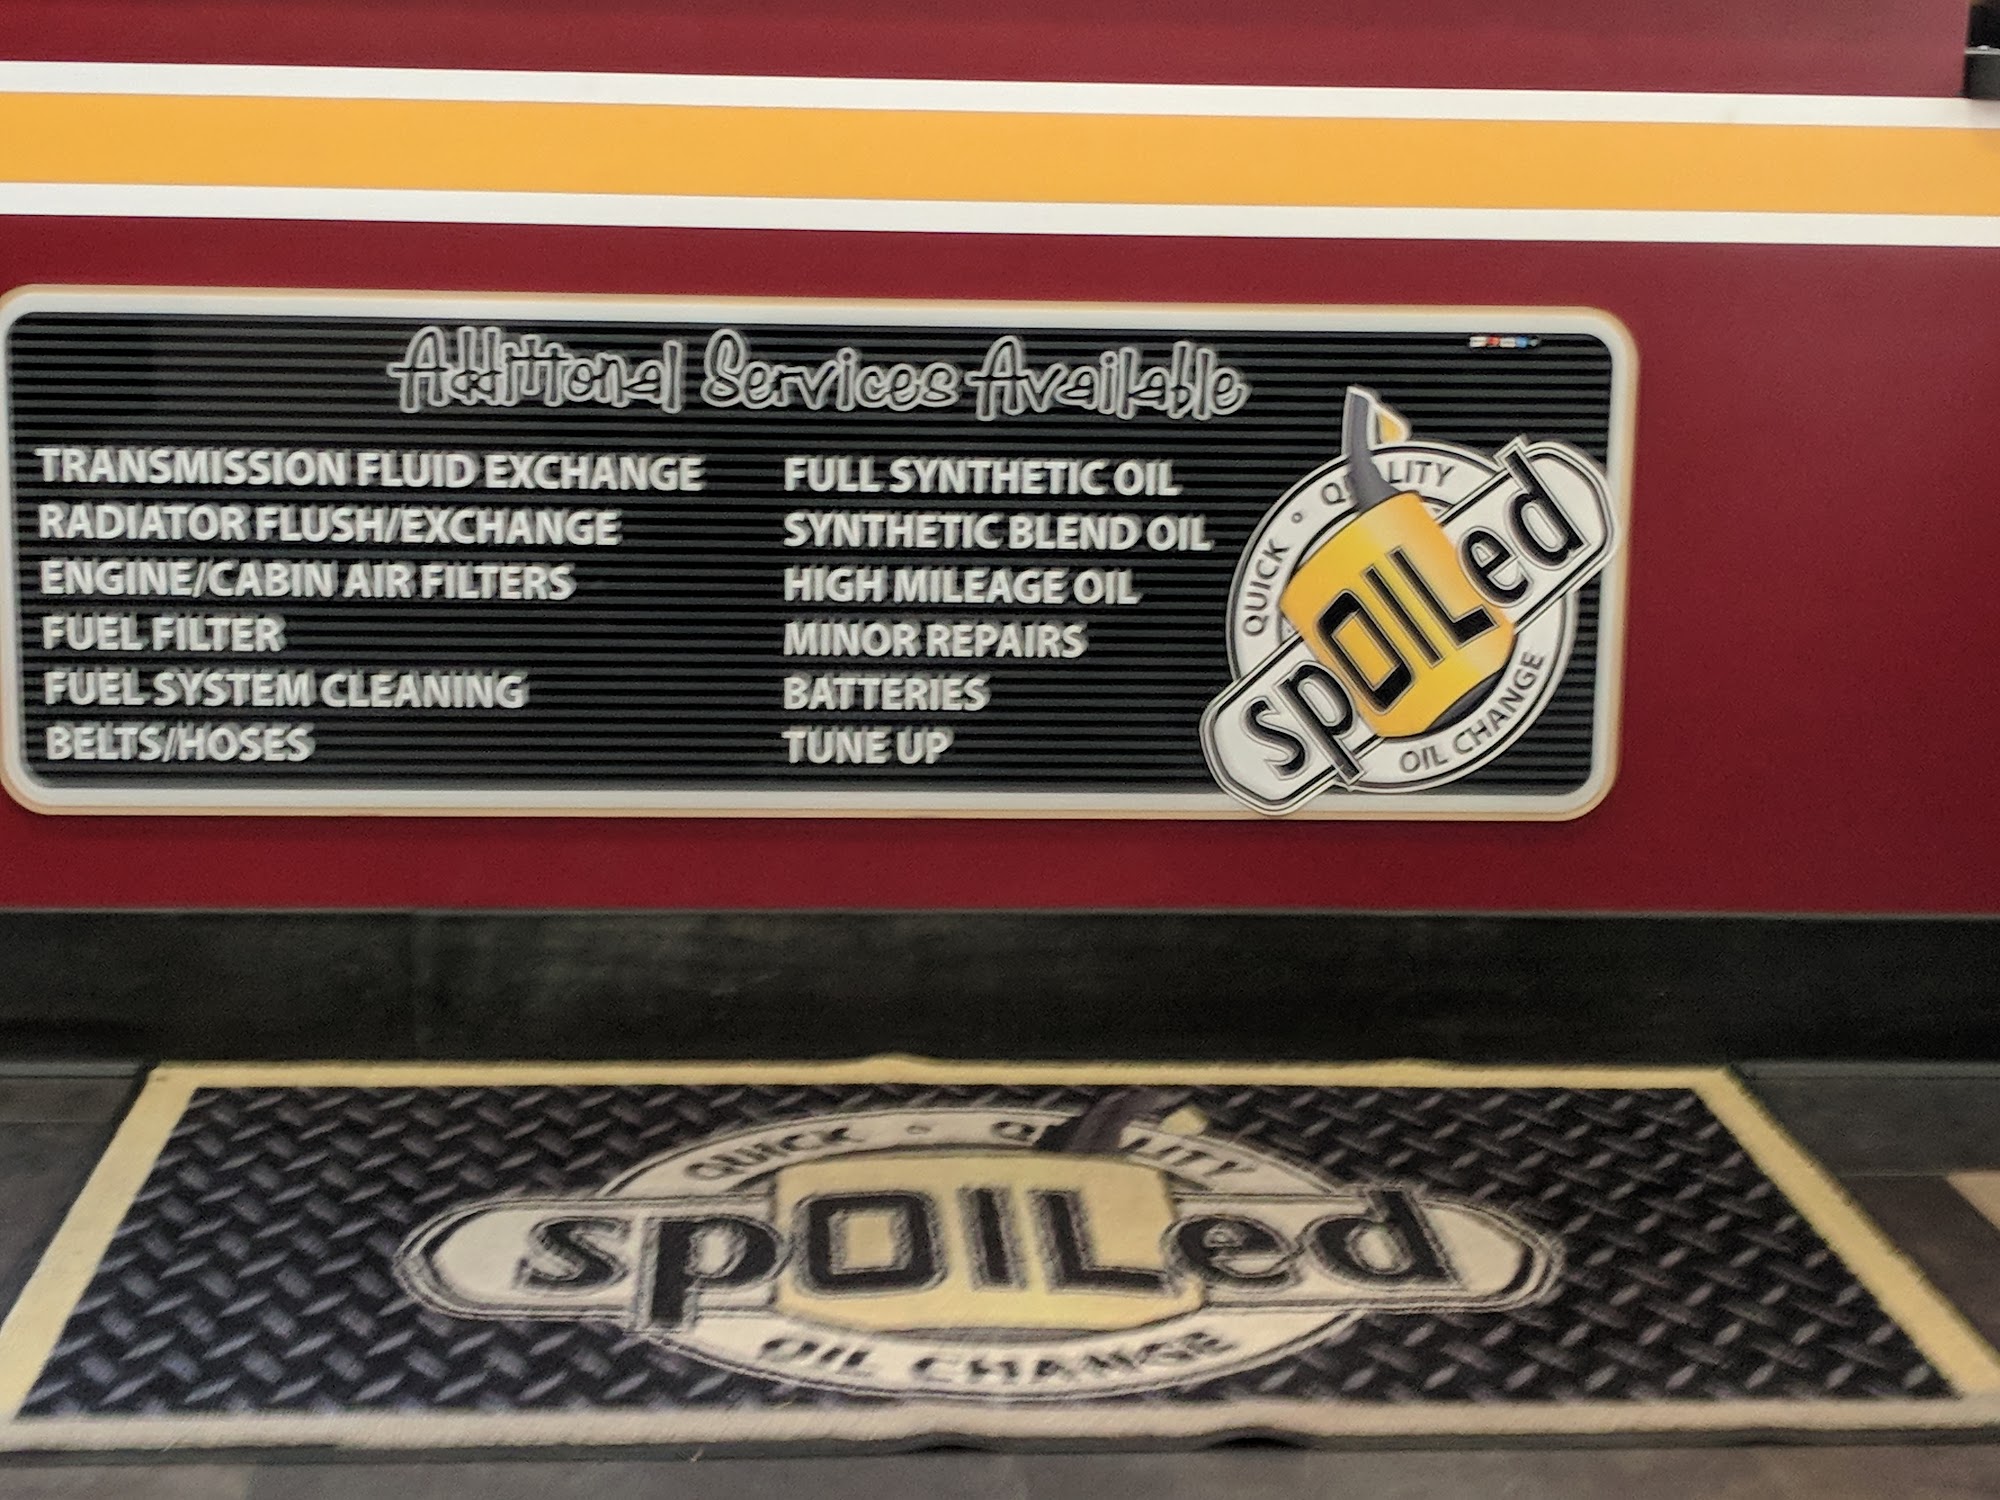 Additional Services Available
TRANSMISSION FLUID EXCHANGE
RADIATOR FLUSH/EXCHANGE
ENGINE/CABIN AIR FILTERS
FUEL FILTER
FUEL SYSTEM CLEANING
BELTS/HOSES
FULL SYNTHETIC OIL
SYNTHETIC BLEND OIL
HIGH MILEAGE OIL
MINOR REPAIRS
BATTERIES
TUNE UP
QUICK • QUALITY
spOILed
OIL CHANGE
QUICK • QUALITY
spOILed
OIL CHANGE